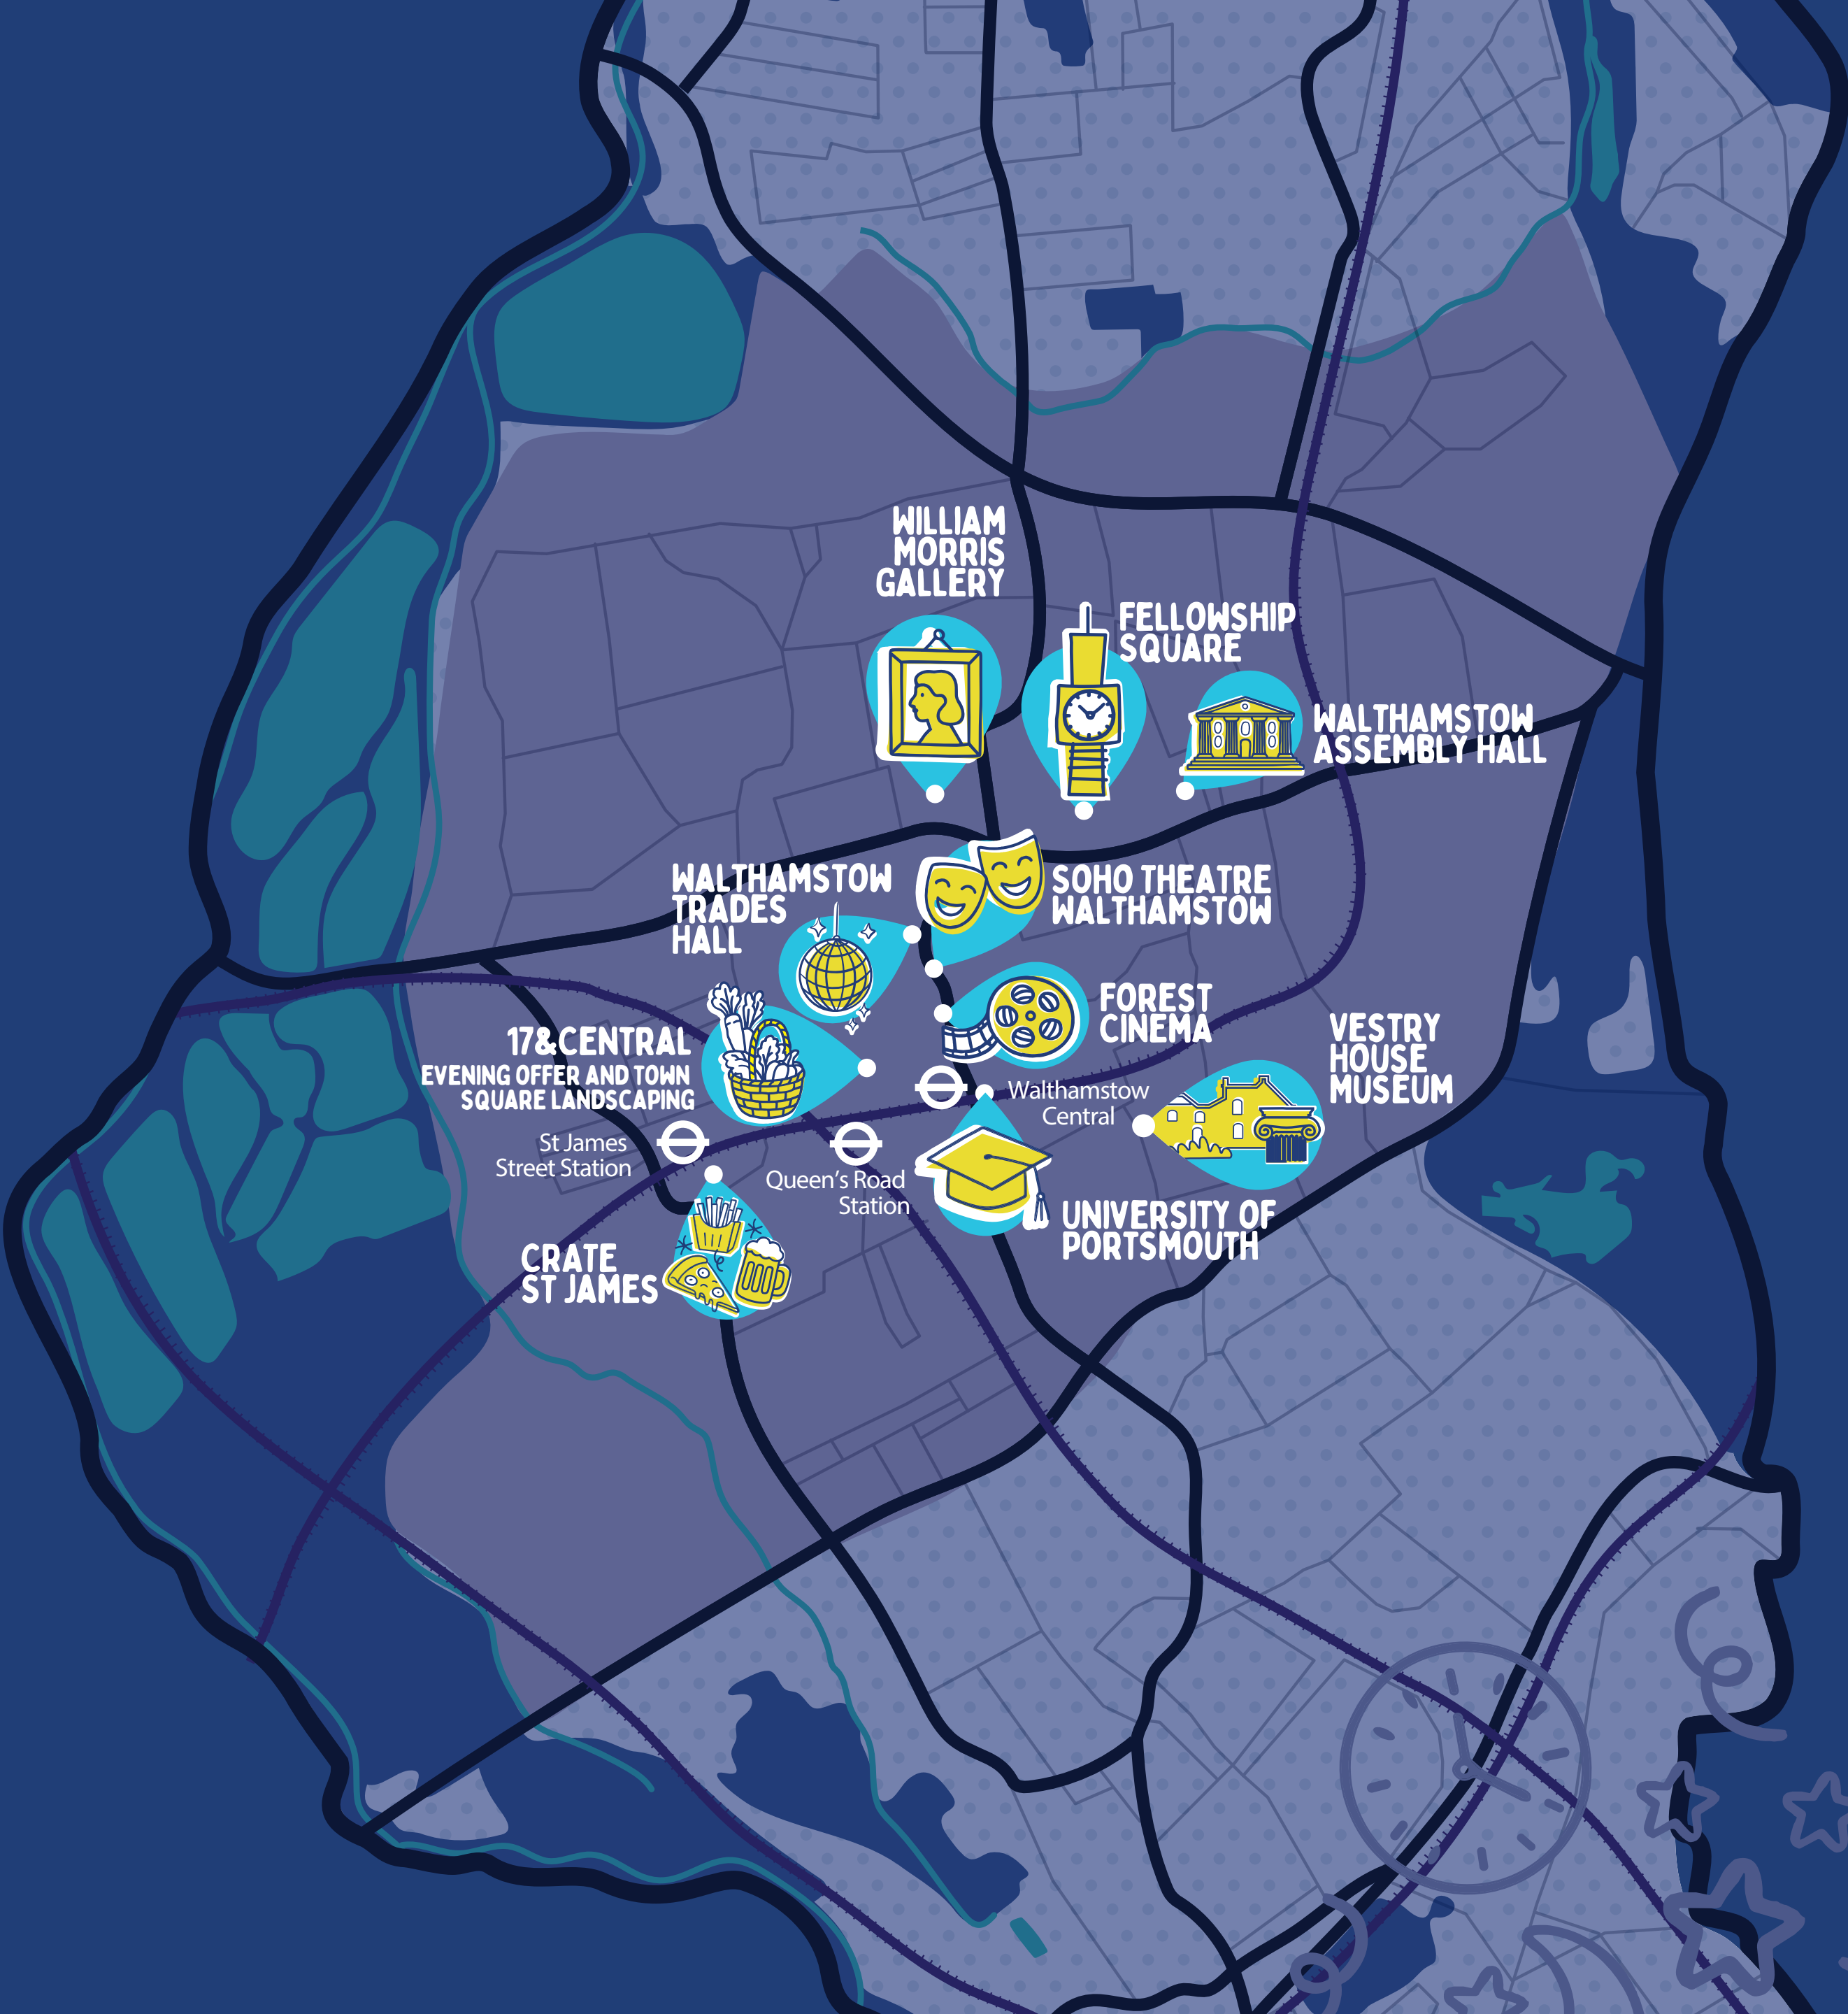 WILLIAM
MORRIS
GALLERY
FELLOWSHIP
SQUARE
WALTHAMSTOW
ASSEMBLY HALL
WALTHAMSTOW
TRADES
HALL
SOHO THEATRE
WALTHAMSTOW
FOREST
CINEMA
17&CENTRAL
EVENING OFFER AND TOWN
SQUARE LANDSCAPING
VESTRY
HOUSE
MUSEUM
Walthamstow
Central
St James
Street Station
Queen's Road
Station
UNIVERSITY OF
PORTSMOUTH
CRATE
ST JAMES